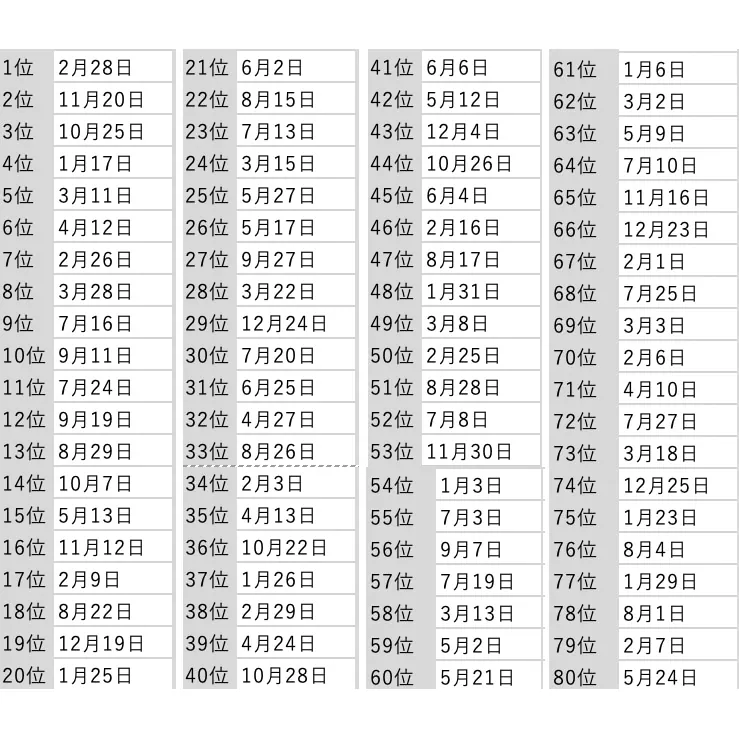 1位 2月28日
2位 11月20日
3位 10月25日
4位 1月17日
5位 3月11日
6位 4月12日
7位 2月26日
8位 3月28日
9位 7月16日
10位 9月11日
11位 7月24日
12位 9月19日
13位 8月29日
14位 10月7日
15位 5月13日
16位 11月12日
17位 2月9日
18位 8月22日
19位 12月19日
20位 1月25日
21位 6月2日
22位 8月15日
23位 7月13日
24位 3月15日
25位 5月27日
26位 5月17日
27位 9月27日
28位 3月22日
29位 12月24日
30位 7月20日
31位 6月25日
32位 4月27日
33位 8月26日
34位 2月3日
35位 4月13日
36位 10月22日
37位 1月26日
38位 2月29日
39位 4月24日
40位 10月28日
41位 6月6日
42位 5月12日
43位 12月4日
44位 10月26日
45位 6月4日
46位 2月16日
47位 8月17日
48位 1月31日
49位 3月8日
50位 2月25日
51位 8月28日
52位 7月8日
53位 11月30日
54位 1月3日
55位 7月3日
56位 9月7日
57位 7月19日
58位 3月13日
59位 5月2日
60位 5月21日
61位 1月6日
62位 3月2日
63位 5月9日
64位 7月10日
65位 11月16日
66位 12月23日
67位 2月1日
68位 7月25日
69位 3月3日
70位 2月6日
71位 4月10日
72位 7月27日
73位 3月18日
74位 12月25日
75位 1月23日
76位 8月4日
77位 1月29日
78位 8月1日
79位 2月7日
80位 5月24日